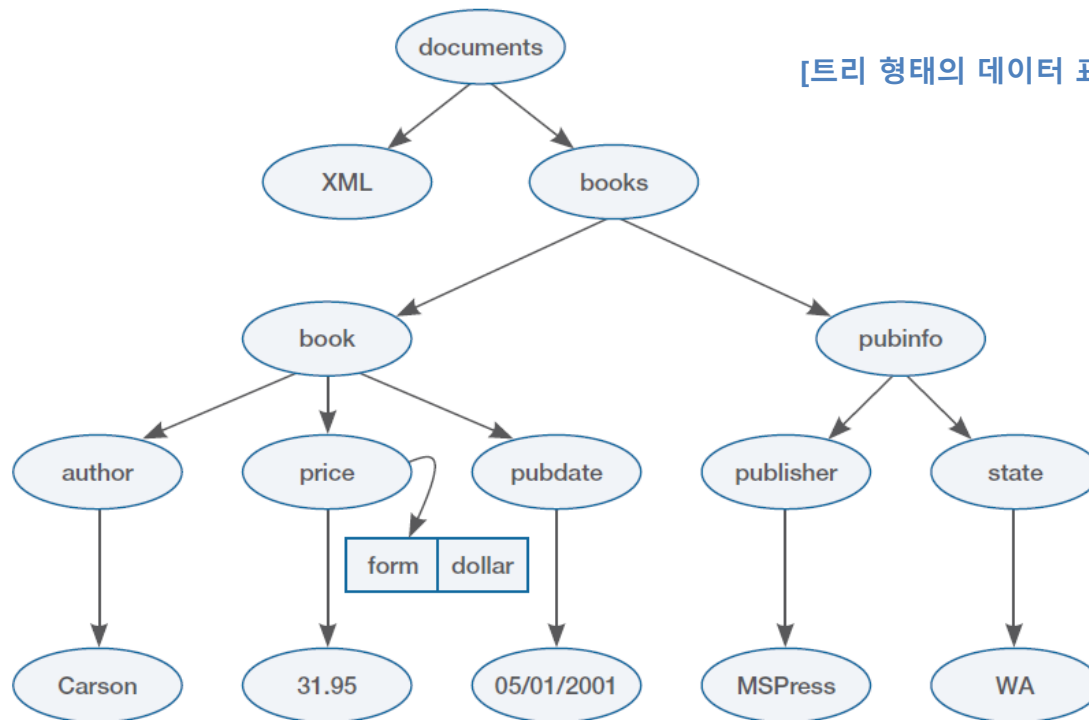 documents
[트리 형태의 데이터
XML
books
book
pubinfo
author
price
pubdate
publisher
state
form
dollar
Carson
31.95
05/01/2001
MSPress
WA